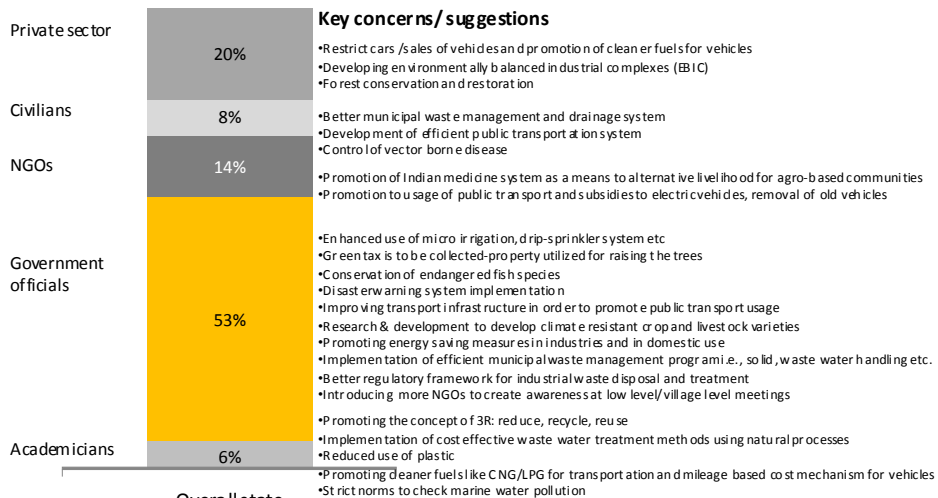 Key concerns/suggestions
Private sector
20%
•Restrict cars /sales of vehicles and promotion of cleaner fuels for vehicles
•Developing environmentally balanced industrial complexes (EBIC)
•Forest conservation and restoration
Civilians
8%
•Better municipal waste management and drainage system
•Development of efficient public transportation system
•Control of vector borne disease
NGOs
14%
•Promotion of Indian medicine system as a means to alternative livelihood for agro-based communities
•Promotion to usage of public transport and subsidies to electric vehicles, removal of old vehicles
Government
officials
53%
•Enhanced use of micro irrigation, drip-sprinkler system etc
•Green tax is to be collected-property utilized for raising the trees
•Conservation of endangered fish species
•Disaster warning system implementation
•Improving transport infrastructure in order to promote public transport usage
•Research & development to develop climate resistant crop and livestock varieties
•Promoting energy saving measures in industries and in domestic use
•Implementation of efficient municipal waste management program i.e., solid, waste water handling etc.
•Better regulatory framework for industrial waste disposal and treatment
•Introducing more NGOs to create awareness at low level/village level meetings
Academicians
6%
•Promoting the concept of 3R: reduce, recycle, reuse
•Implementation of cost effective waste water treatment methods using natural processes
•Reduced use of plastic
•Promoting cleaner fuels like CNG/LPG for transportation and mileage based cost mechanism for vehicles
•Strict norms to check marine water pollution
Overall state